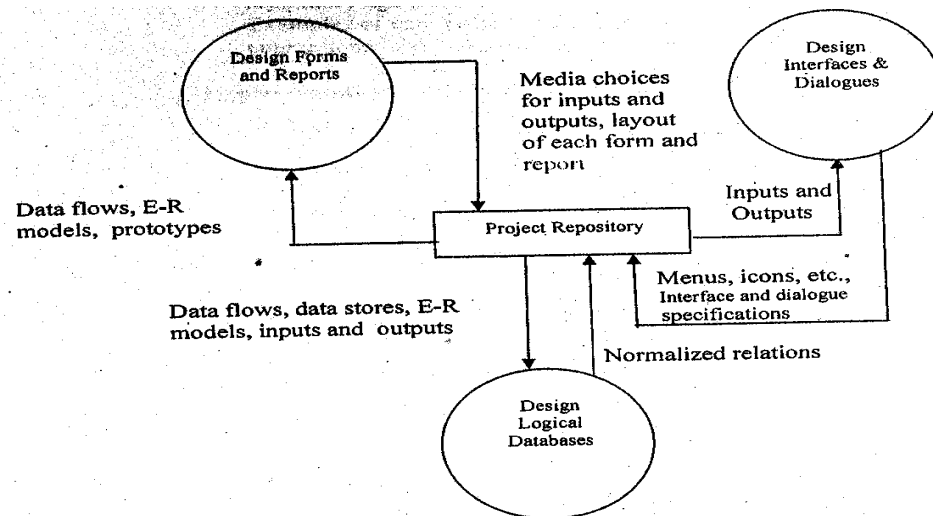 Design Forms
and Reports
Design
Interfaces &
Dialogues
Media choices
for inputs and
outputs, layout
of each form and
report
Data flows, E-R
models, prototypes
Inputs and
Outputs
Project Repository
Menus, icons, etc.,
Interface and dialogue
specifications
Data flows, data stores, E-R
models, inputs and outputs
Normalized relations
Design
Logical
Databases